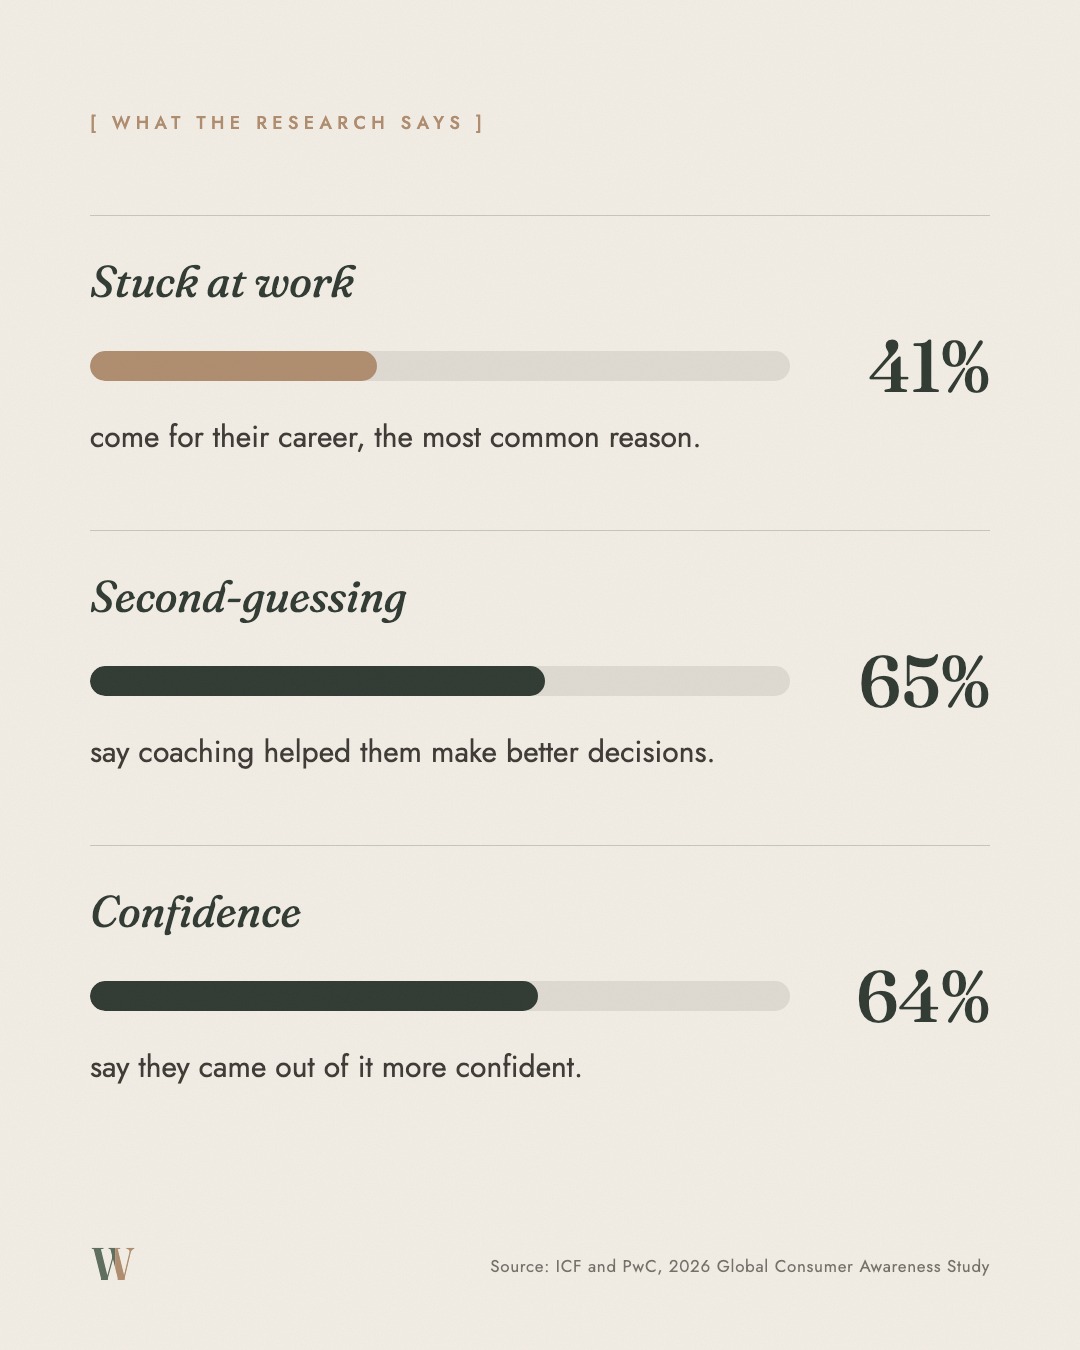 [ WHAT THE RESEARCH SAYS ]
Stuck at work
41%
come for their career, the most common reason.
Second-guessing
65%
say coaching helped them make better decisions.
Confidence
64%
say they came out of it more confident.
W
Source: ICF and PwC, 2026 Global Consumer Awareness Study